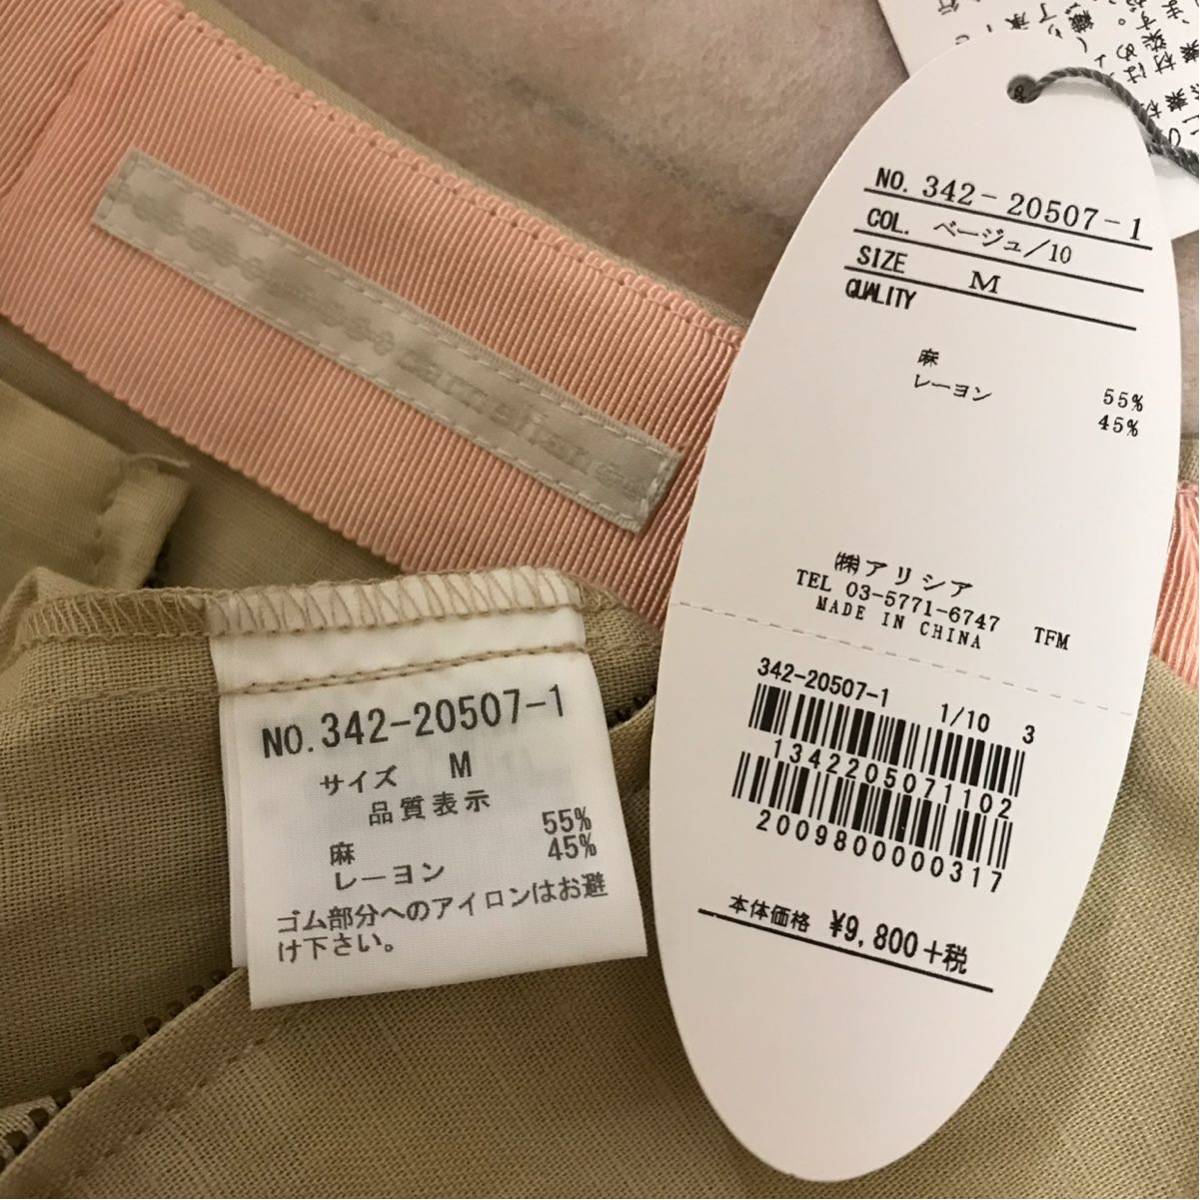 NO. 342-20507-1
COL. ベージュ/10
SIZE M
QUALITY
麻 55%
レーヨン 45%
㈱アリシア
TEL 03-5771-6747 TFM
MADE IN CHINA
342-20507-1 1/10 3
1342205071102
2009800000317
本体価格 ¥9,800+税
NO.342-20507-1
サイズ M
品質表示
麻 55%
レーヨン 45%
ゴム部分へのアイロンはお避
け下さい。